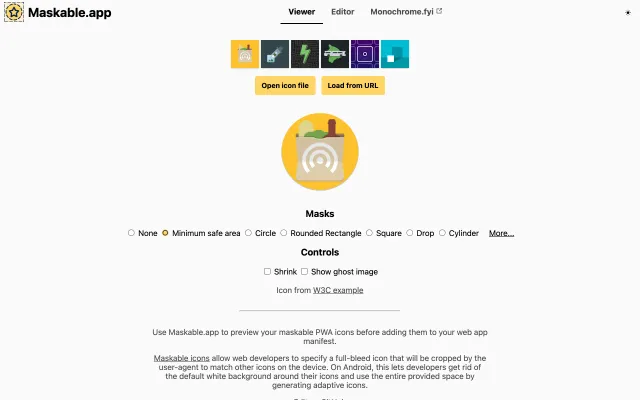 Maskable.app
Viewer Editor Monochrome.fyi
Open icon file Load from URL
Masks
None Minimum safe area Circle Rounded Rectangle Square Drop Cylinder More...
Controls
Shrink Show ghost image
Icon from W3C example
Use Maskable.app to preview your maskable PWA icons before adding them to your web app
manifest.
Maskable icons allow web developers to specify a full-bleed icon that will be cropped by the
user-agent to match other icons on the device. On Android, this lets developers get rid of
the default white background around their icons and use the entire provided space by
generating adaptive icons.